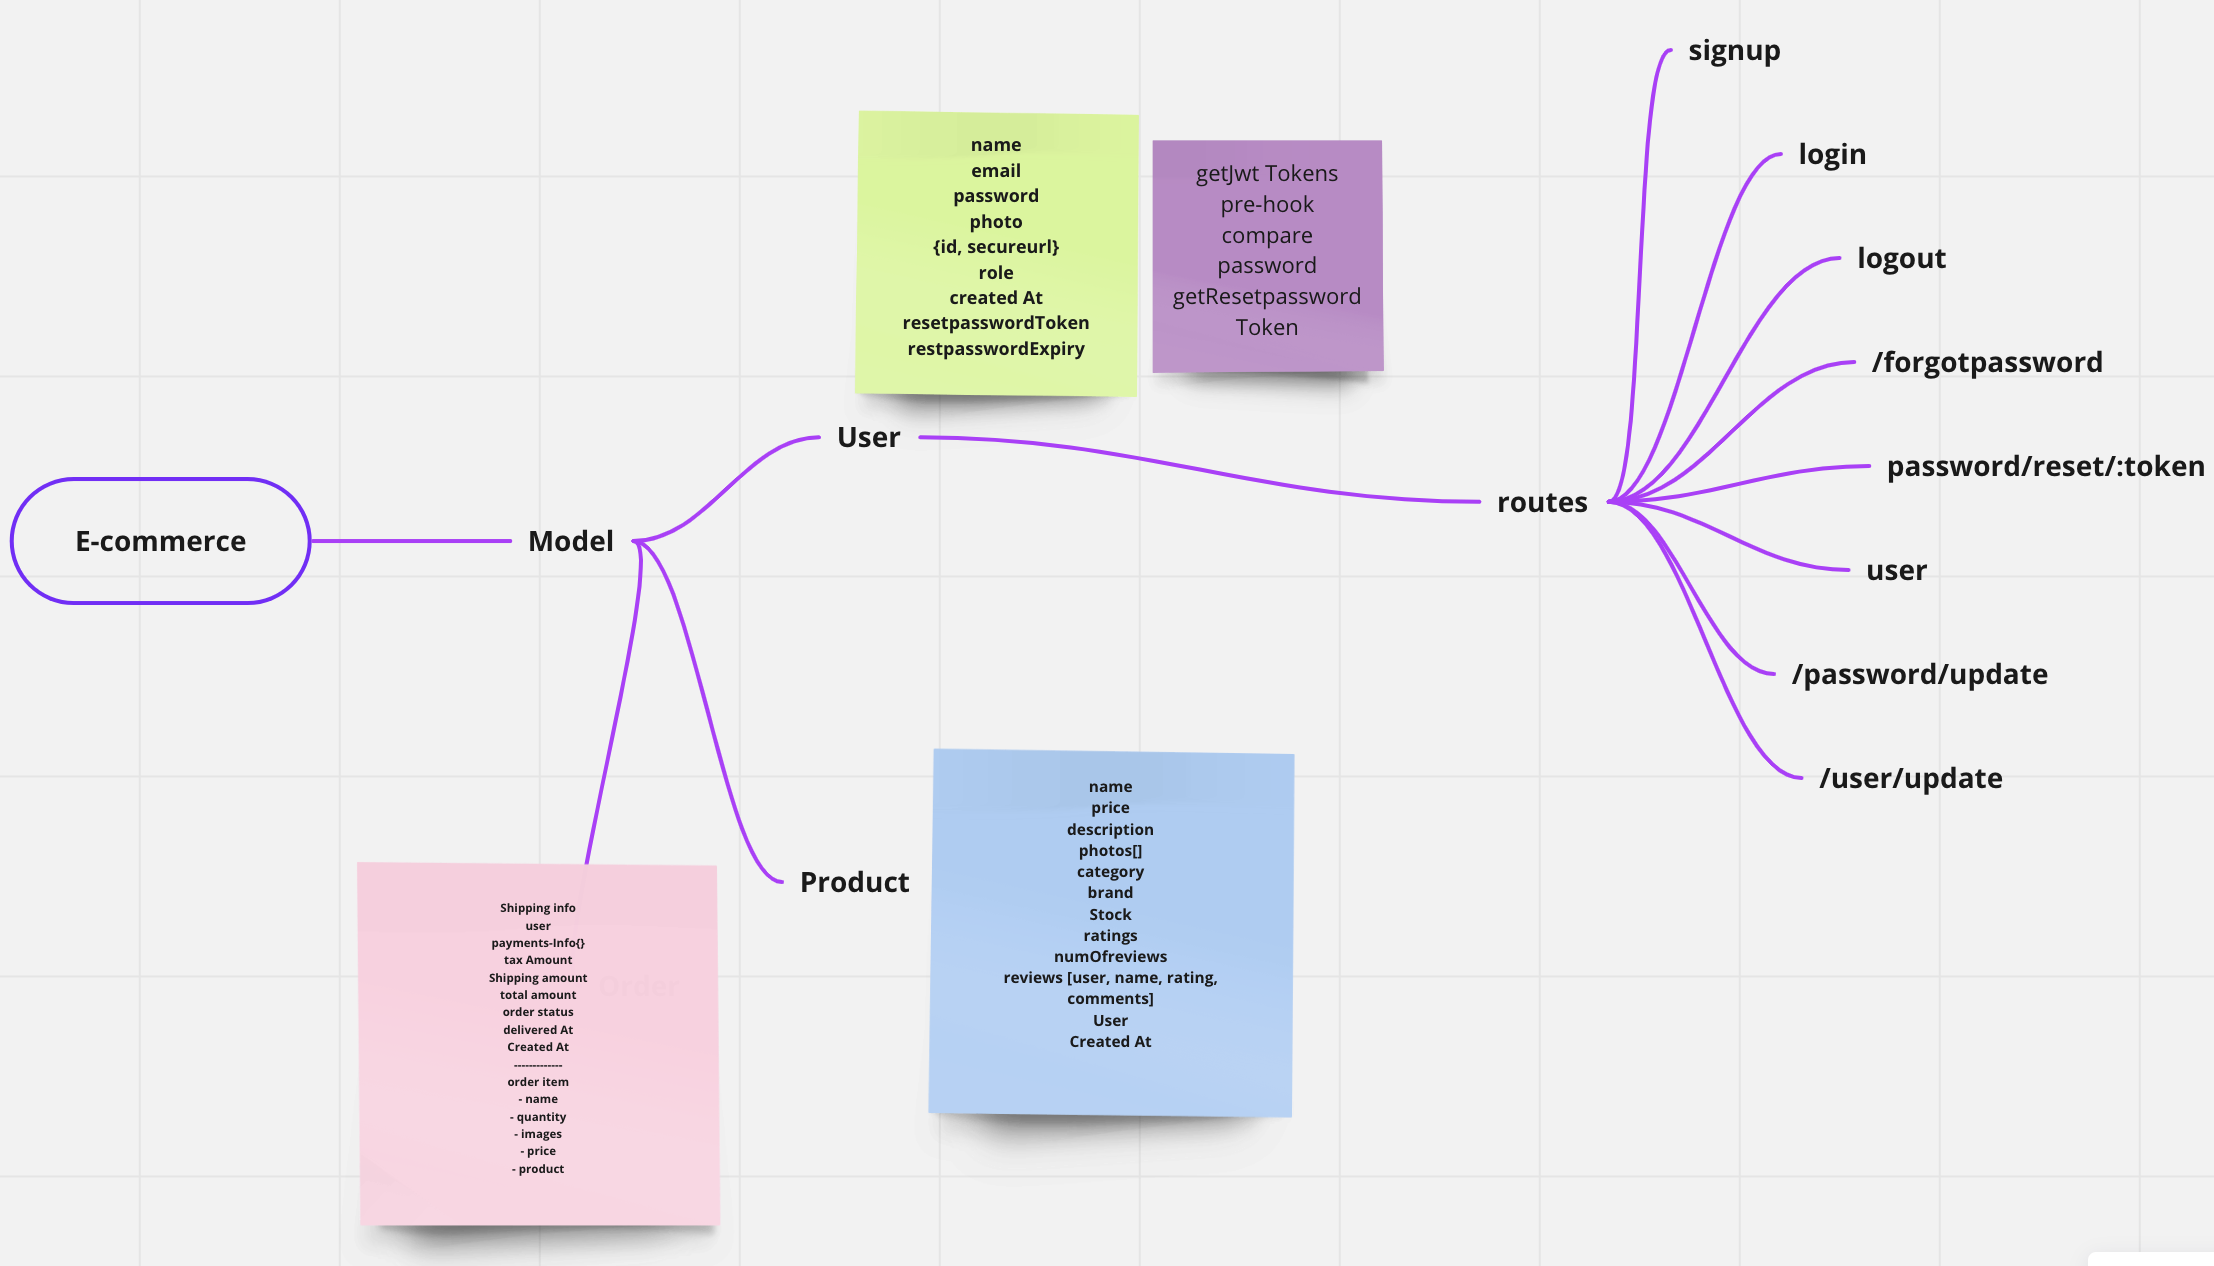 E-commerce
Model
User
name
email
password
photo
{id, secureurl}
role
created At
resetpasswordToken
restpasswordExpiry
getJwt Tokens
pre-hook
compare
password
getResetpassword
Token
routes
signup
login
logout
/forgotpassword
password/reset/:token
user
/password/update
/user/update
Product
name
price
description
photos[]
category
brand
Stock
ratings
numOfreviews
reviews [user, name, rating,
comments]
User
Created At
Order
Shipping info
user
payments-Info{}
tax Amount
Shipping amount
total amount
order status
delivered At
Created At
-------------
order item
- name
- quantity
- images
- price
- product